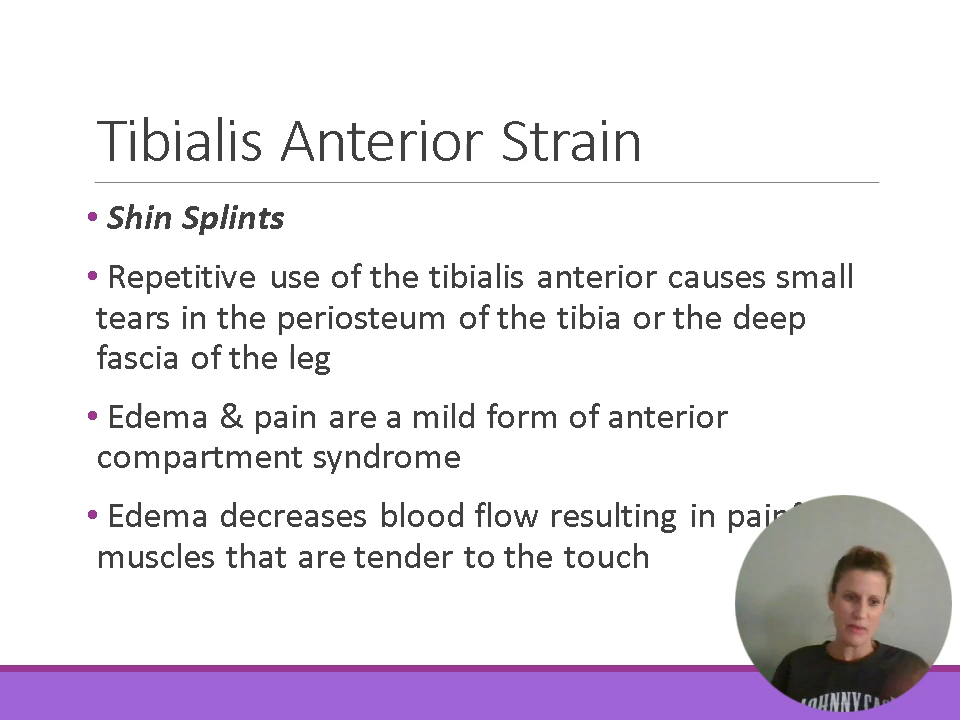 Tibialis Anterior Strain
• Shin Splints
• Repetitive use of the tibialis anterior causes small
tears in the periosteum of the tibia or the deep
fascia of the leg
• Edema & pain are a mild form of anterior
compartment syndrome
• Edema decreases blood flow resulting in
muscles that are tender to the touch
JOHNNY